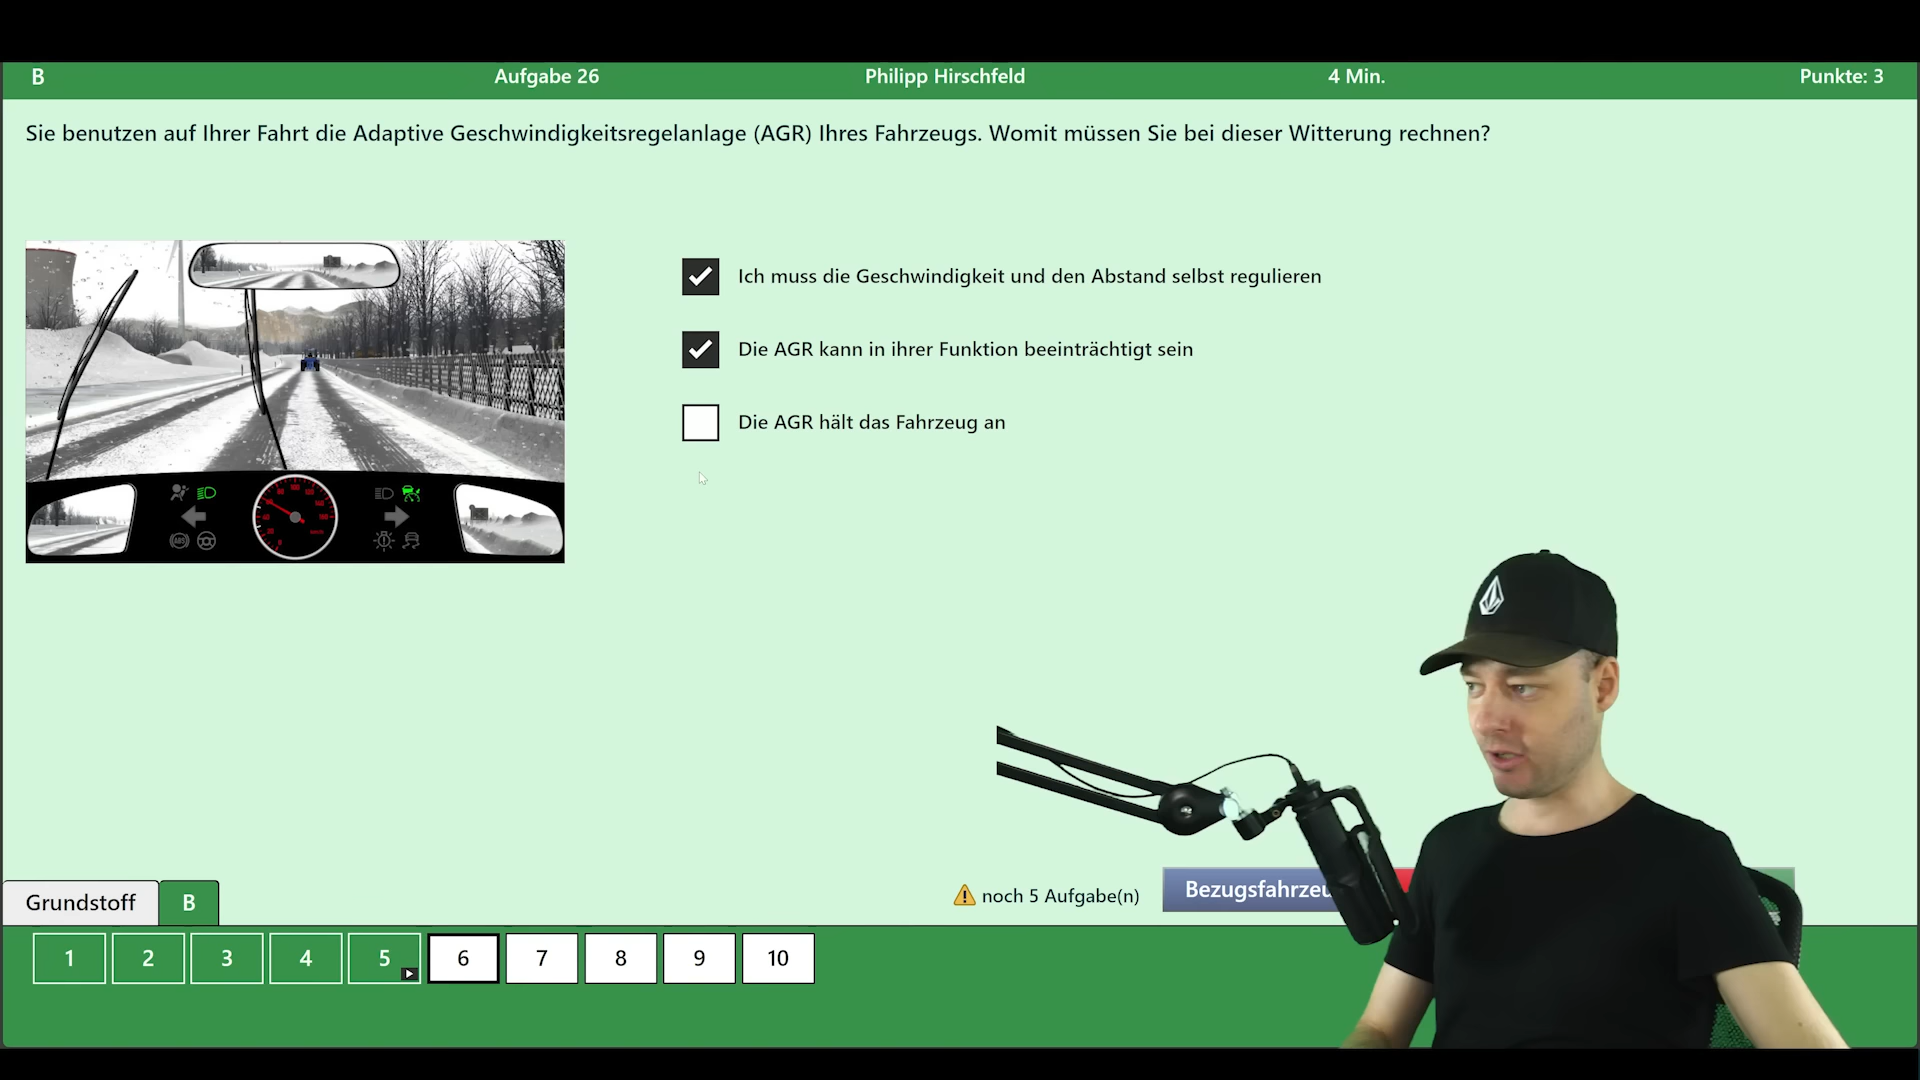 B Aufgabe 26 Philipp Hirschfeld 4 Min. Punkte: 3
Sie benutzen auf Ihrer Fahrt die Adaptive Geschwindigkeitsregelanlage (AGR) Ihres Fahrzeugs. Womit müssen Sie bei dieser Witterung rechnen?
Ich muss die Geschwindigkeit und den Abstand selbst regulieren
Die AGR kann in ihrer Funktion beeinträchtigt sein
Die AGR hält das Fahrzeug an
noch 5 Aufgabe(n) Bezugsfahrzeu
Grundstoff B
1 2 3 4 5 6 7 8 9 10